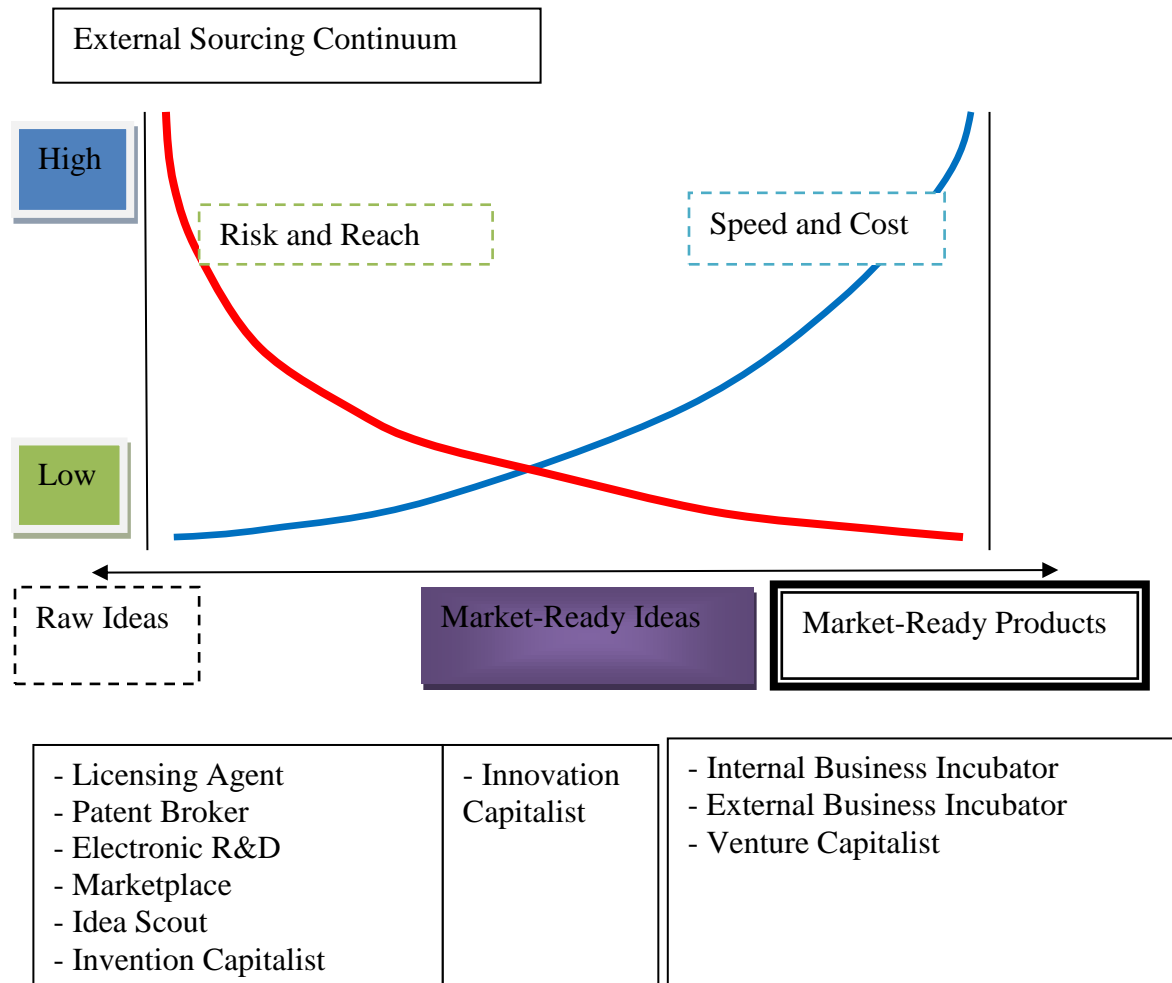 External Sourcing Continuum
High
Risk and Reach
Speed and Cost
Low
Raw Ideas
Market-Ready Ideas
Market-Ready Products
- Licensing Agent
- Patent Broker
- Electronic R&D
- Marketplace
- Idea Scout
- Invention Capitalist
- Innovation
Capitalist
- Internal Business Incubator
- External Business Incubator
- Venture Capitalist